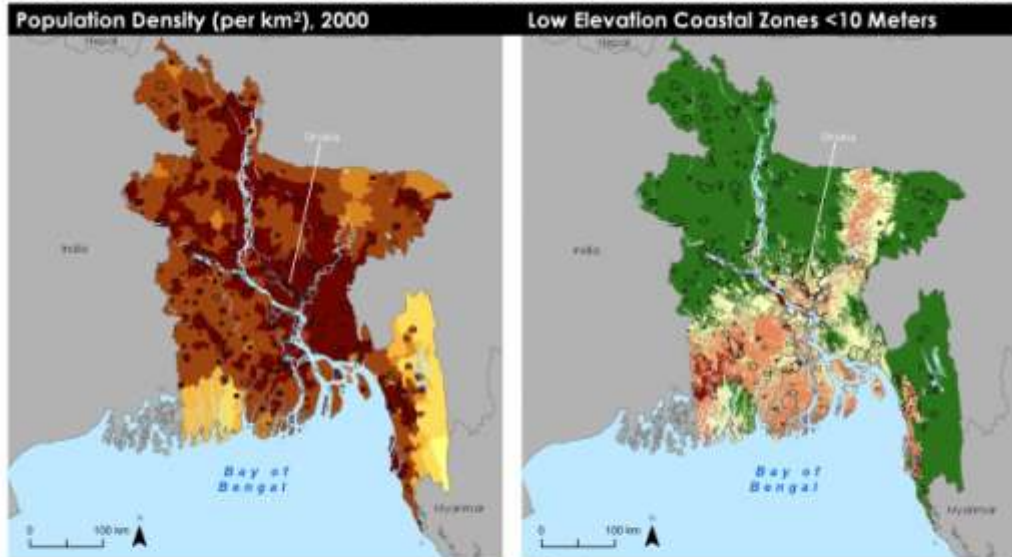 Population Density (per km²), 2000
Low Elevation Coastal Zones <10 Meters
Nepal
Nepal
Dhaka
Dhaka
India
India
Bay of
Bengal
Bay of
Bengal
Myanmar
Myanmar
0 100 km
0 100 km